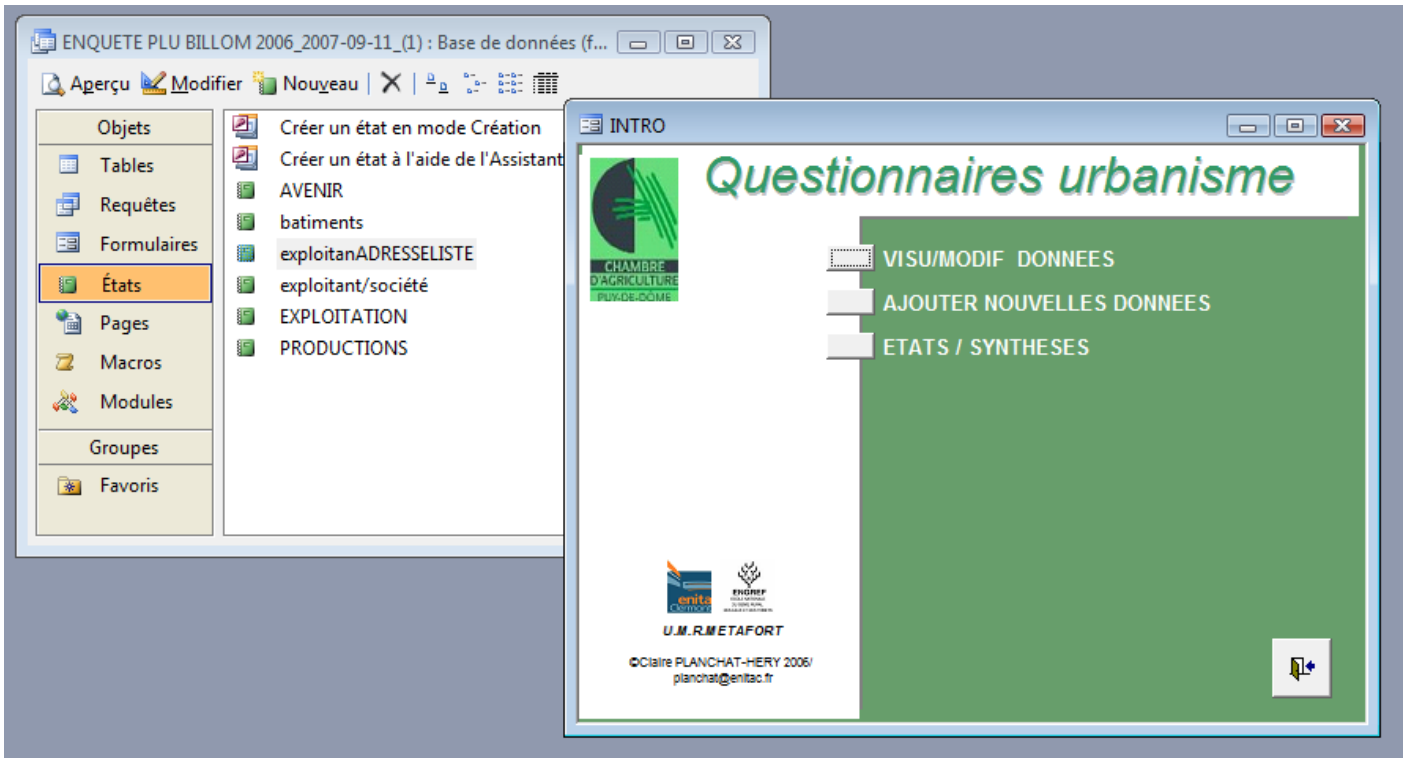 ENQUETE PLU BILLOM 2006_2007-09-11_(1) : Base de données (f...
Aperçu Modifier Nouveau
Objets
Tables
Requêtes
Formulaires
États
Pages
Macros
Modules
Groupes
Favoris
Créer un état en mode Création
Créer un état à l'aide de l'Assistant
AVENIR
batiments
exploitanADRESSELISTE
exploitant/société
EXPLOITATION
PRODUCTIONS
INTRO
Questionnaires urbanisme
CHAMBRE
D'AGRICULTURE
PUY-DE-DÔME
VISU/MODIF DONNEES
AJOUTER NOUVELLES DONNEES
ETATS / SYNTHESES
enita
Clermont
ENGREF
U.M.R.METAFORT
©Claire PLANCHAT-HERY 2006/
planchat@enitac.fr